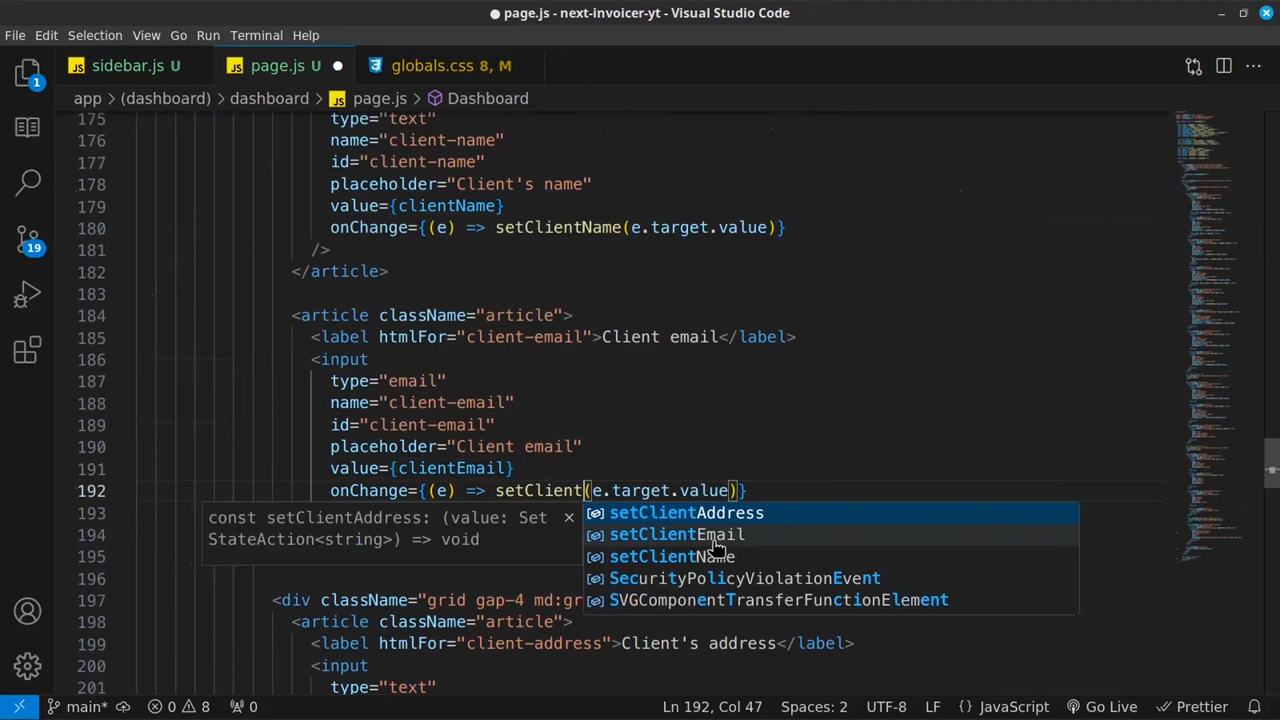 page.js - next-invoicer-yt - Visual Studio Code
File Edit Selection View Go Run Terminal Help
JS sidebar.js U JS page.js U globals.css 8, M
app > (dashboard) > dashboard > JS page.js > Dashboard
175 type="text"
176 name="client-name"
177 id="client-name"
178 placeholder="Client's name"
179 value={clientName}
180 onChange={(e) => setClientName(e.target.value)}
181 />
182 </article>
183
184 <article className="article">
185 <label htmlFor="client-email">Client email</label>
186 <input
187 type="email"
188 name="client-email"
189 id="client-email"
190 placeholder="Client email"
191 value={clientEmail}
192 onChange={(e) => setClient(e.target.value)}
193 const setClientAddress: (value: Set setClientAddress
194 StateAction<string>) => void setClientEmail
195 setClientName
196 SecurityPolicyViolationEvent
197 <div className="grid gap-4 md:gr SVGComponentTransferFunctionElement
198 <article className="article">
199 <label htmlFor="client-address">Client's address</label>
200 <input
201 type="text"
1
19
main* 0 8 0 Ln 192, Col 47 Spaces: 2 UTF-8 LF {} JavaScript Go Live Prettier